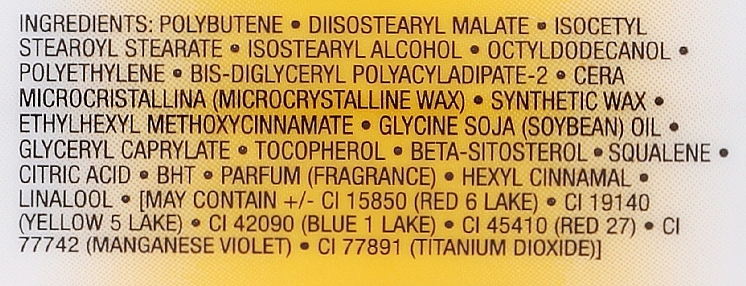 INGREDIENTS: POLYBUTENE • DIISOSTEARYL MALATE • ISOCETYL
STEAROYL STEARATE • ISOSTEARYL ALCOHOL • OCTYLDODECANOL •
POLYETHYLENE • BIS-DIGLYCERYL POLYACYLADIPATE-2 • CERA
MICROCRISTALLINA (MICROCRYSTALLINE WAX) • SYNTHETIC WAX •
ETHYLHEXYL METHOXYCINNAMATE • GLYCINE SOJA (SOYBEAN) OIL •
GLYCERYL CAPRYLATE • TOCOPHEROL • BETA-SITOSTEROL • SQUALENE •
CITRIC ACID • BHT • PARFUM (FRAGRANCE) • HEXYL CINNAMAL •
LINALOOL • [MAY CONTAIN +/- CI 15850 (RED 6 LAKE) • CI 19140
(YELLOW 5 LAKE) • CI 42090 (BLUE 1 LAKE) • CI 45410 (RED 27) • CI
77742 (MANGANESE VIOLET) • CI 77891 (TITANIUM DIOXIDE)]